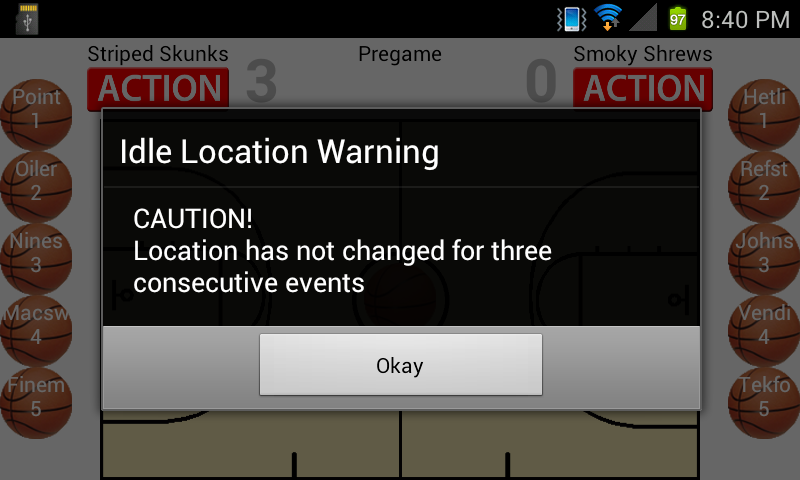 97 8:40 PM
Striped Skunks Pregame Smoky Shrews
ACTION 3 0 ACTION
Point
1
Oiler
2
Nines
3
Macsw
4
Finem
5
Hetli
1
Refst
2
Johns
3
Vendi
4
Tekfo
5
Idle Location Warning
CAUTION!
Location has not changed for three
consecutive events
Okay